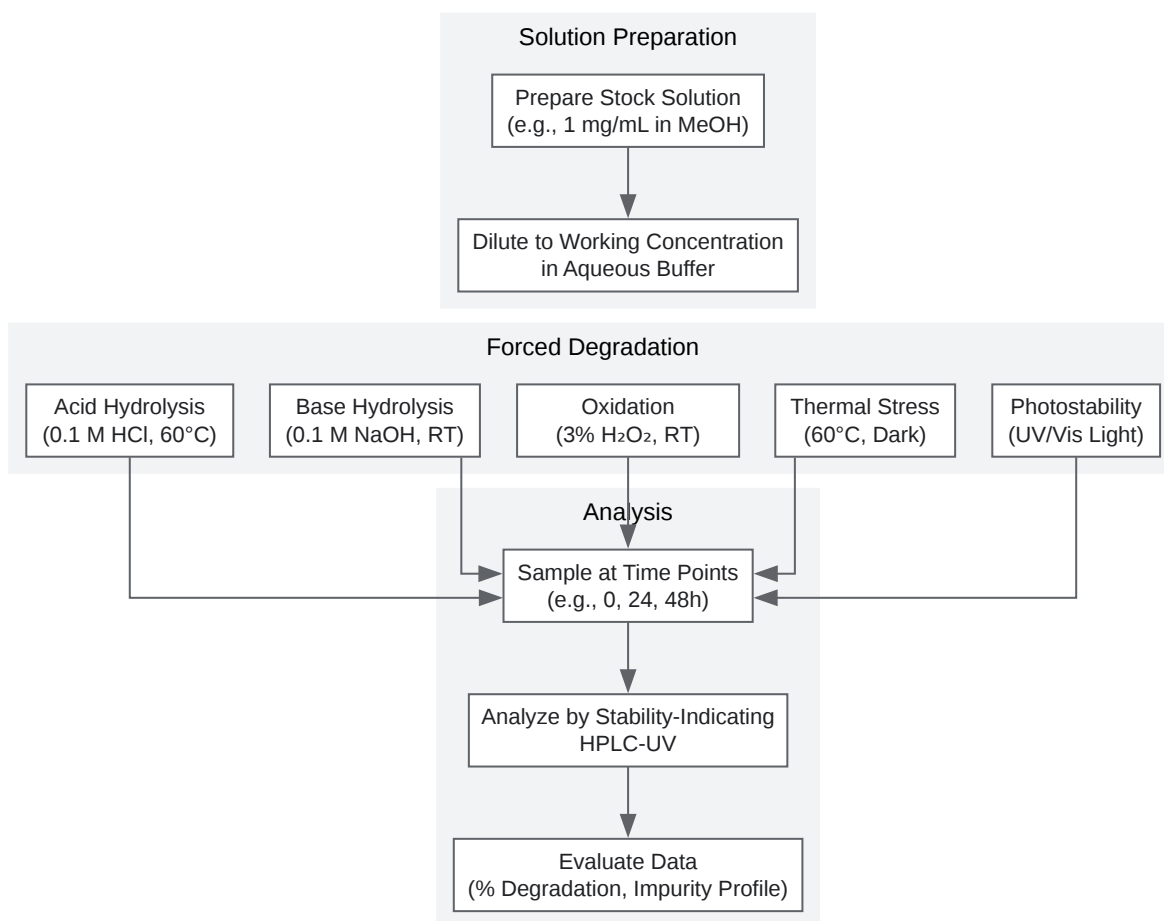 Solution Preparation
Prepare Stock Solution
(e.g., 1 mg/mL in MeOH)
Dilute to Working Concentration
in Aqueous Buffer
Forced Degradation
Acid Hydrolysis
(0.1 M HCl, 60°C)
Base Hydrolysis
(0.1 M NaOH, RT)
Oxidation
(3% H₂O₂, RT)
Thermal Stress
(60°C, Dark)
Photostability
(UV/Vis Light)
Analysis
Sample at Time Points
(e.g., 0, 24, 48h)
Analyze by Stability-Indicating
HPLC-UV
Evaluate Data
(% Degradation, Impurity Profile)